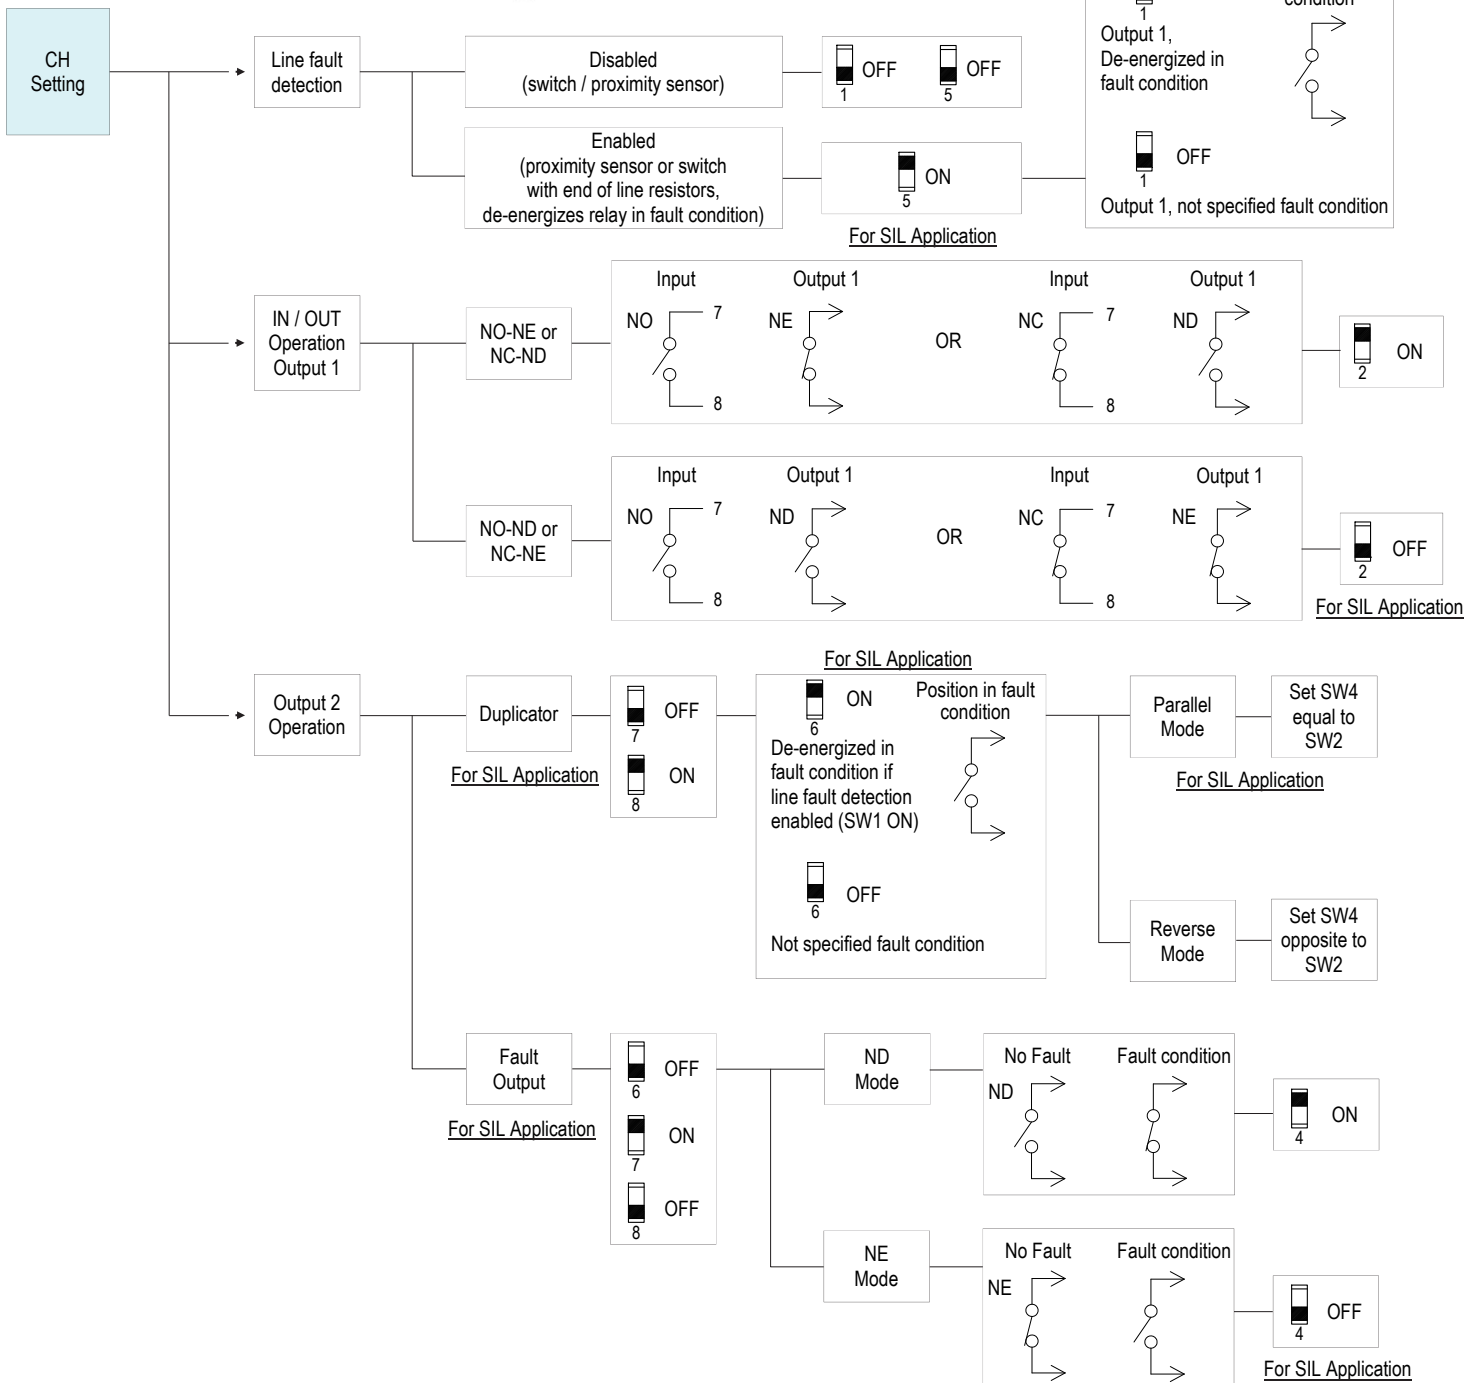 CH
Setting
Line fault
detection
Disabled
(switch / proximity sensor)
OFF
1
OFF
5
Enabled
(proximity sensor or switch
with end of line resistors,
de-energizes relay in fault condition)
ON
5
For SIL Application
condition
1
Output 1,
De-energized in
fault condition
OFF
1
Output 1, not specified fault condition
IN / OUT
Operation
Output 1
NO-NE or
NC-ND
Input
Output 1
NO
7
8
NE
OR
Input
Output 1
NC
7
8
ND
ON
2
NO-ND or
NC-NE
Input
Output 1
NO
7
8
ND
OR
Input
Output 1
NC
7
8
NE
OFF
2
For SIL Application
Output 2
Operation
Duplicator
For SIL Application
OFF
7
ON
8
For SIL Application
ON
6
Position in fault
condition
De-energized in
fault condition if
line fault detection
enabled (SW1 ON)
OFF
6
Not specified fault condition
Parallel
Mode
Set SW4
equal to
SW2
For SIL Application
Reverse
Mode
Set SW4
opposite to
SW2
Fault
Output
For SIL Application
OFF
6
ON
7
OFF
8
ND
Mode
No Fault
Fault condition
ND
ON
4
NE
Mode
No Fault
Fault condition
NE
OFF
4
For SIL Application